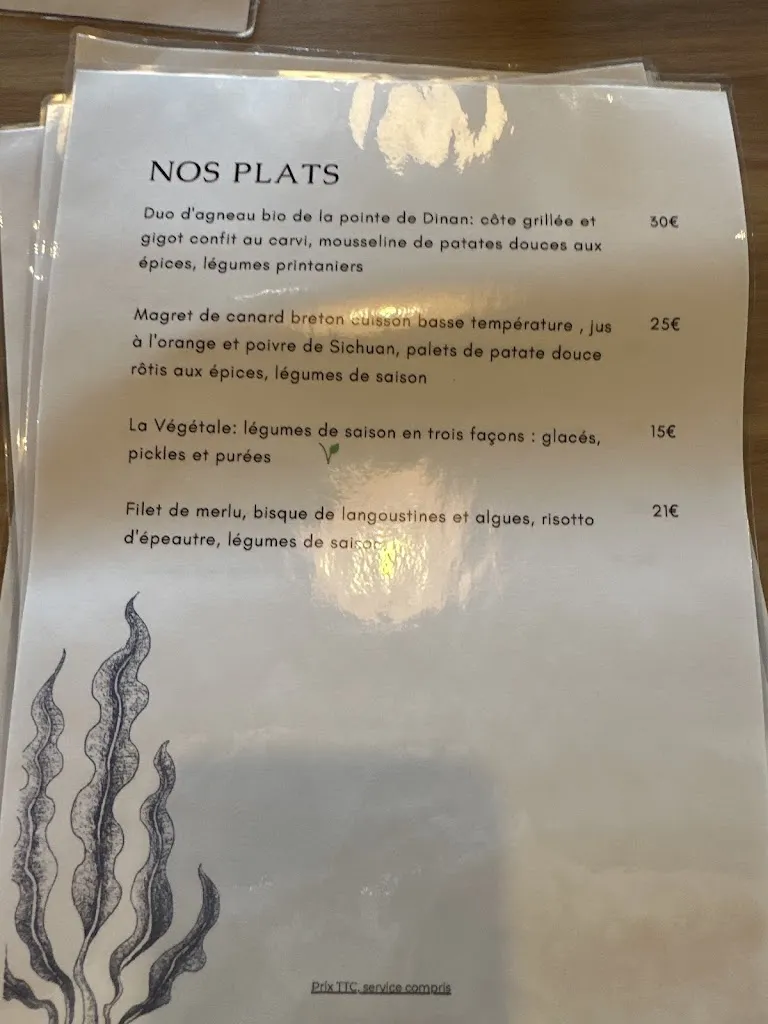 NOS PLATS
Duo d'agneau bio de la pointe de Dinan: côte grillée et 30€
gigot confit au carvi, mousseline de patates douces aux
épices, légumes printaniers
Magret de canard breton cuisson basse température , jus 25€
à l'orange et poivre de Sichuan, palets de patate douce
rôtis aux épices, légumes de saison
La Végétale: légumes de saison en trois façons : glacés, 15€
pickles et purées
Filet de merlu, bisque de langoustines et algues, risotto 21€
d'épeautre, légumes de saison
Prix TTC, service compris